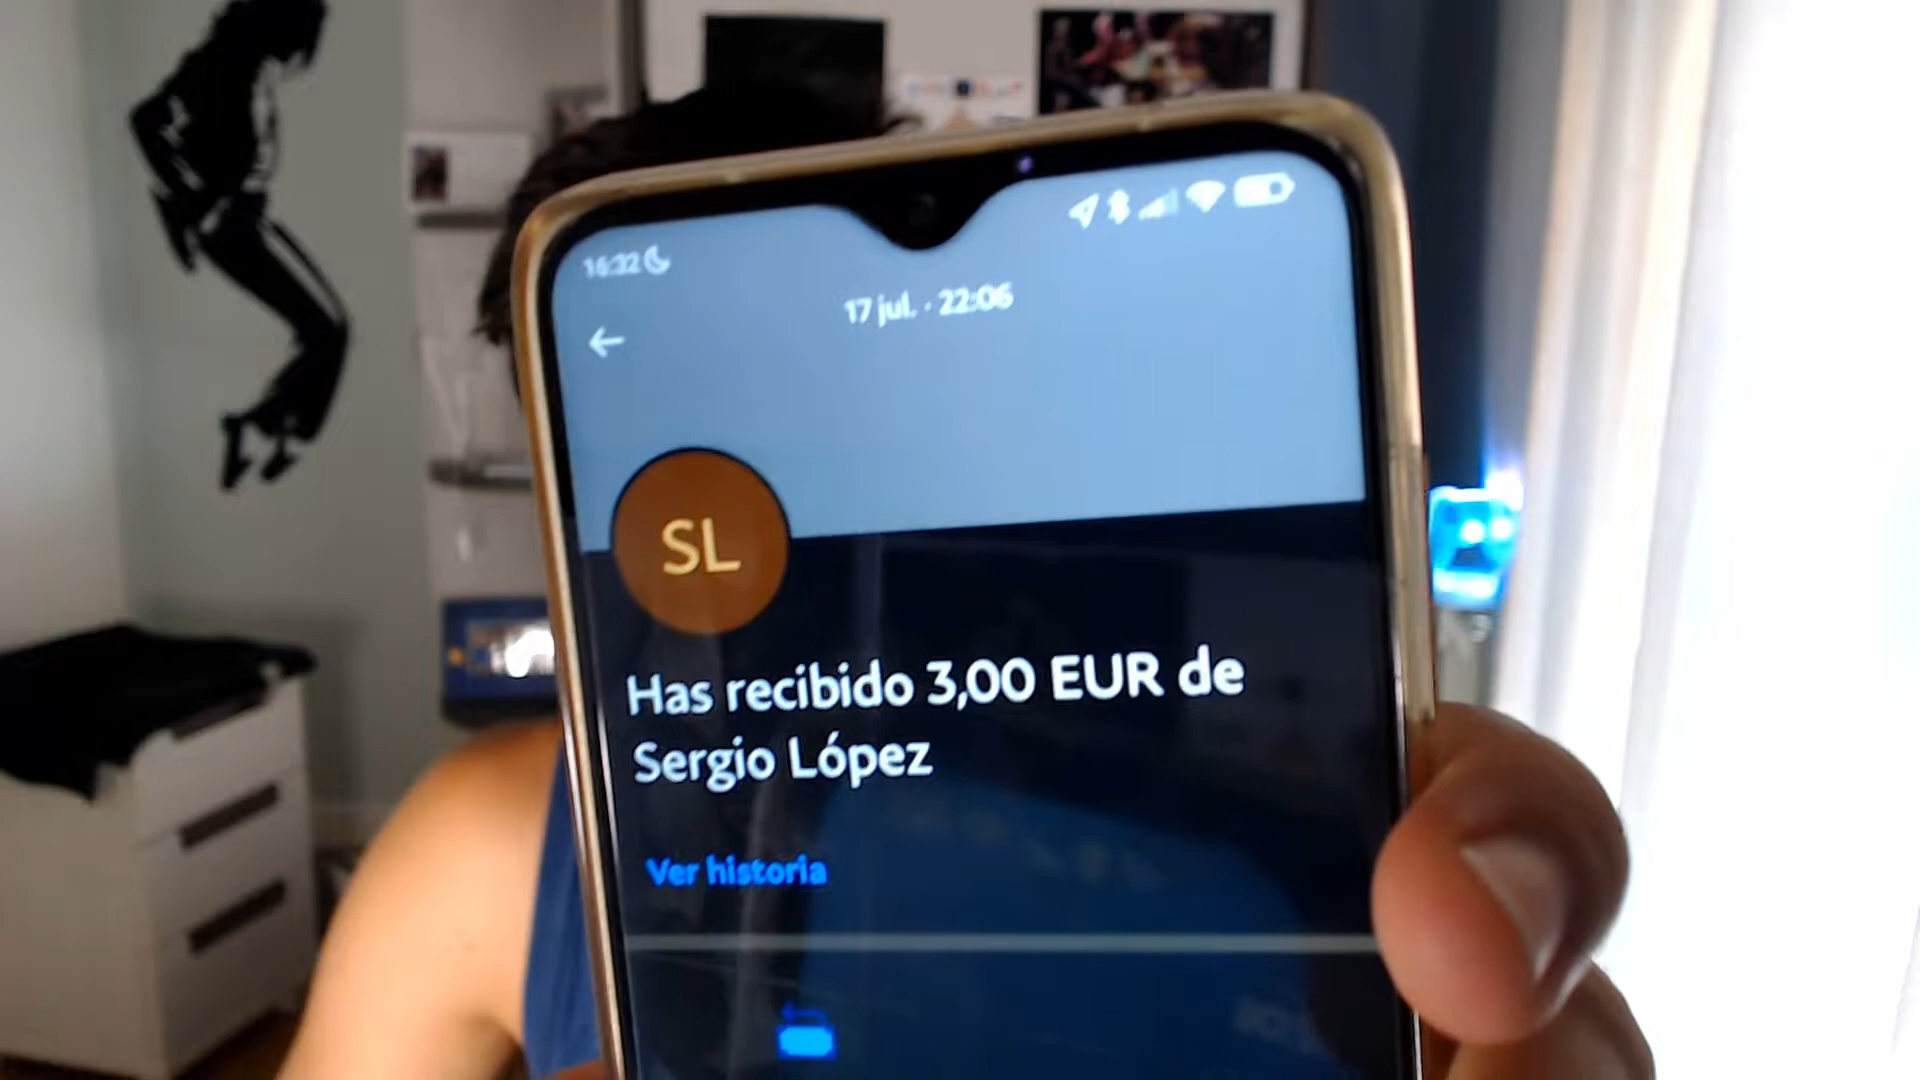 16:32
17 jul. · 22:06
SL
Has recibido 3,00 EUR de
Sergio López
Ver historia